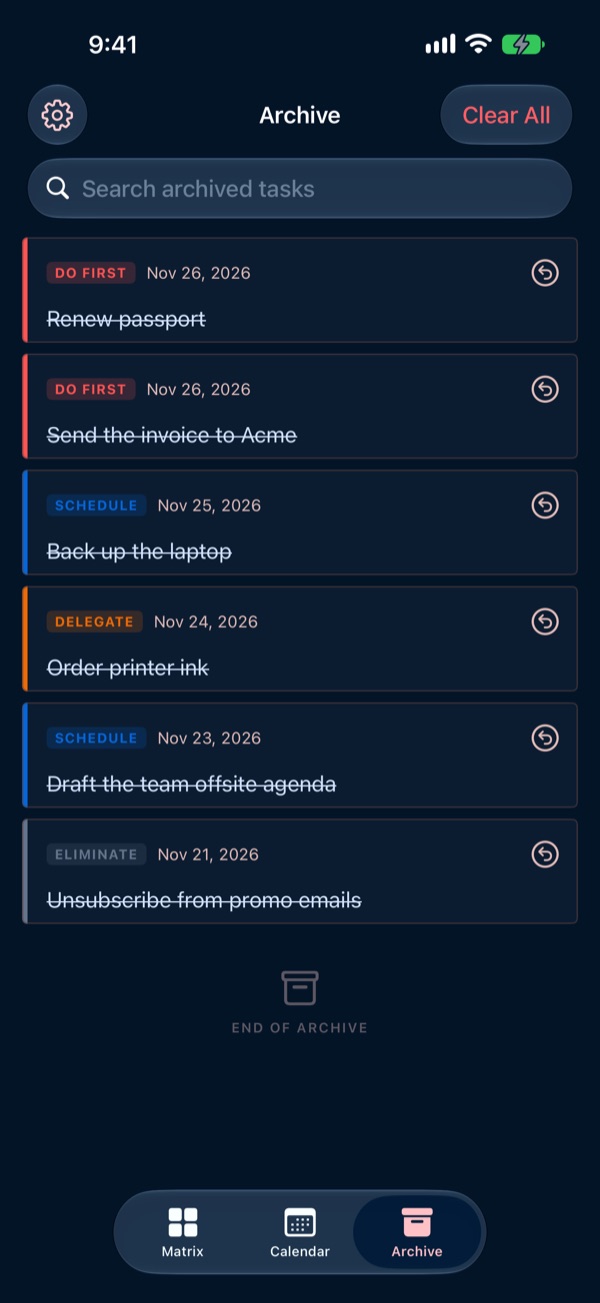 9:41
Archive
Clear All
Search archived tasks
DO FIRST Nov 26, 2026
Renew passport
DO FIRST Nov 26, 2026
Send the invoice to Acme
SCHEDULE Nov 25, 2026
Back up the laptop
DELEGATE Nov 24, 2026
Order printer ink
SCHEDULE Nov 23, 2026
Draft the team offsite agenda
ELIMINATE Nov 21, 2026
Unsubscribe from promo emails
END OF ARCHIVE
Matrix Calendar Archive